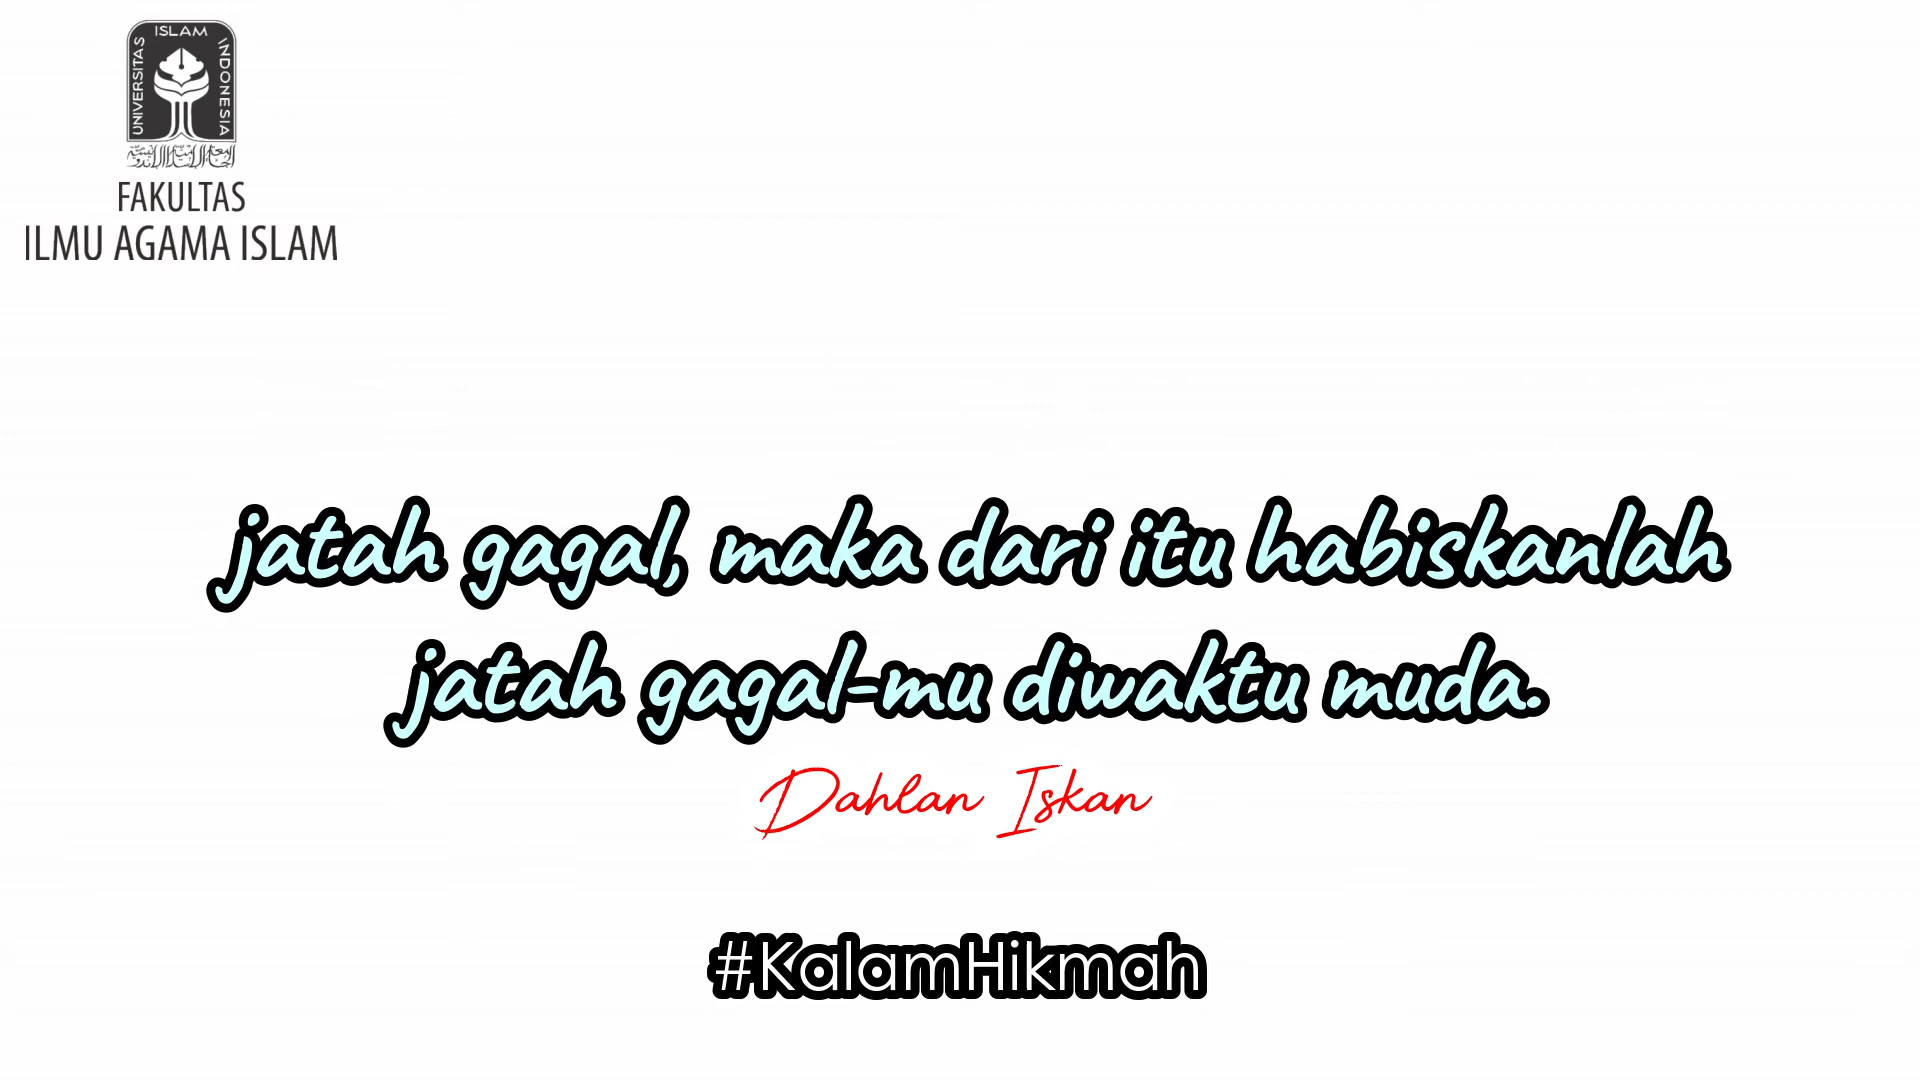 UNIVERSITAS ISLAM INDONESIA
FAKULTAS
ILMU AGAMA ISLAM
jatah gagal, maka dari itu habiskanlah
jatah gagal-mu diwaktu muda.
Dahlan Iskan
#KalamHikmah